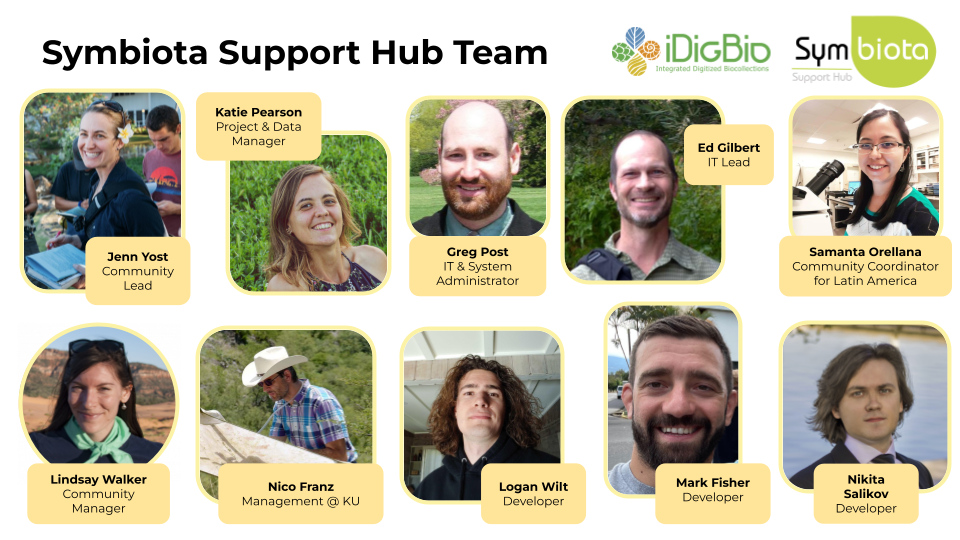 Symbiota Support Hub Team
iDigBio
Integrated Digitized Biocollections
Symbiota
Support Hub
Jenn Yost
Community
Lead
Katie Pearson
Project & Data
Manager
Greg Post
IT & System
Administrator
Ed Gilbert
IT Lead
Samanta Orellana
Community Coordinator
for Latin America
Lindsay Walker
Community
Manager
Nico Franz
Management @ KU
Logan Wilt
Developer
Mark Fisher
Developer
Nikita
Salikov
Developer